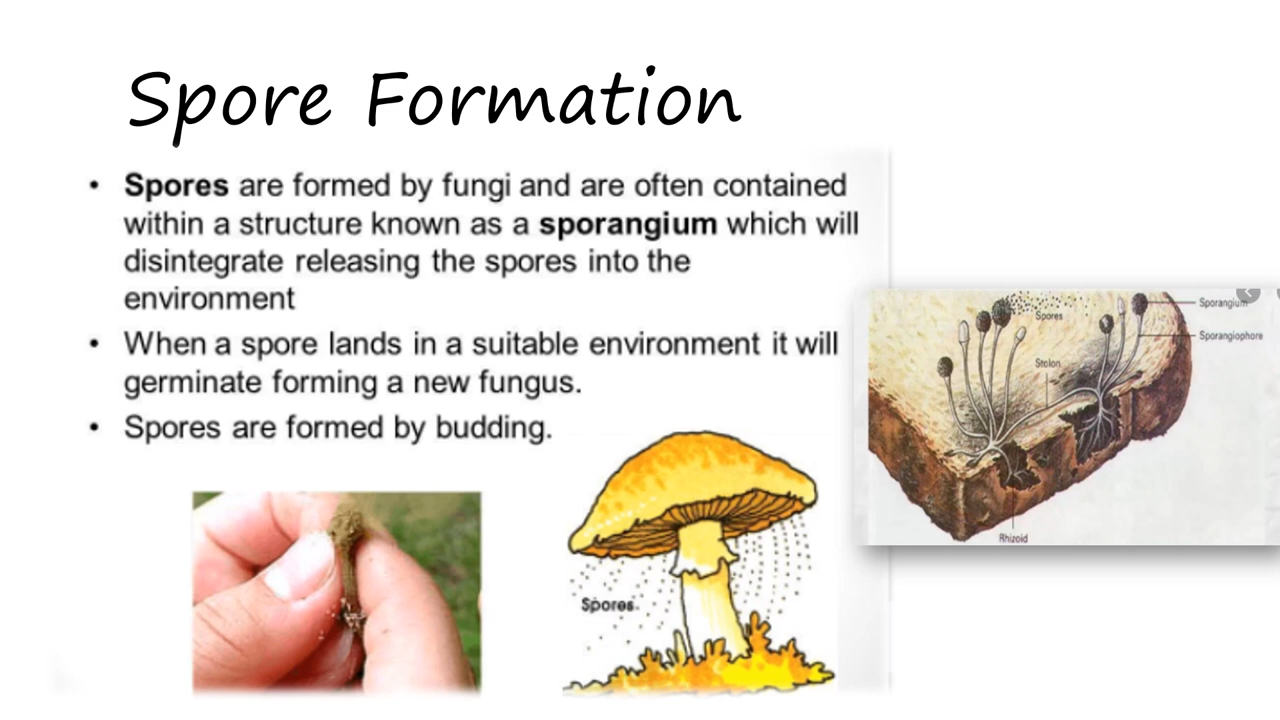 Spore Formation
• Spores are formed by fungi and are often contained
within a structure known as a sporangium which will
disintegrate releasing the spores into the
environment
• When a spore lands in a suitable environment it will
germinate forming a new fungus.
• Spores are formed by budding.
Spores
Sporangium
Spores
Sporangiophore
Stolon
Rhizoid